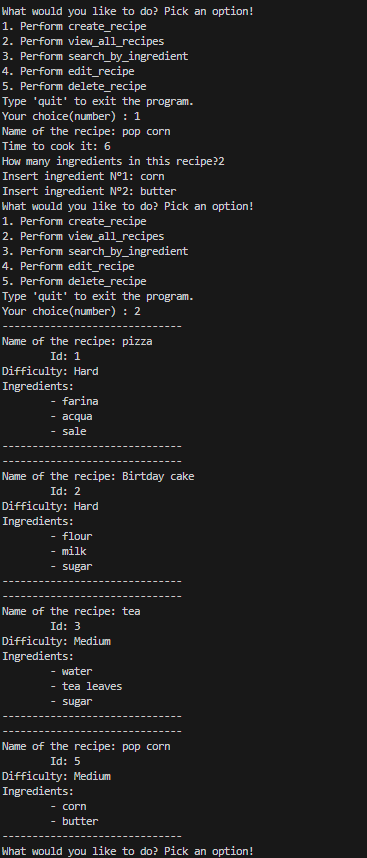 What would you like to do? Pick an option!
1. Perform create_recipe
2. Perform view_all_recipes
3. Perform search_by_ingredient
4. Perform edit_recipe
5. Perform delete_recipe
Type 'quit' to exit the program.
Your choice(number) : 1
Name of the recipe: pop corn
Time to cook it: 6
How many ingredients in this recipe?2
Insert ingredient N°1: corn
Insert ingredient N°2: butter
What would you like to do? Pick an option!
1. Perform create_recipe
2. Perform view_all_recipes
3. Perform search_by_ingredient
4. Perform edit_recipe
5. Perform delete_recipe
Type 'quit' to exit the program.
Your choice(number) : 2
------------------------------
Name of the recipe: pizza
        Id: 1
Difficulty: Hard
Ingredients:
        - farina
        - acqua
        - sale
------------------------------
------------------------------
Name of the recipe: Birtday cake
        Id: 2
Difficulty: Hard
Ingredients:
        - flour
        - milk
        - sugar
------------------------------
------------------------------
Name of the recipe: tea
        Id: 3
Difficulty: Medium
Ingredients:
        - water
        - tea leaves
        - sugar
------------------------------
------------------------------
Name of the recipe: pop corn
        Id: 5
Difficulty: Medium
Ingredients:
        - corn
        - butter
------------------------------
What would you like to do? Pick an option!